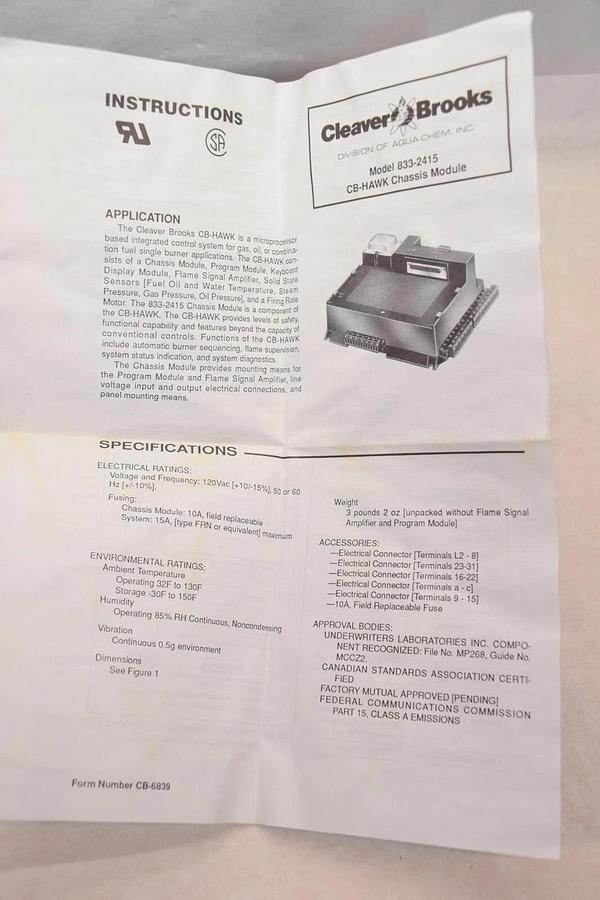 INSTRUCTIONS
Cleaver Brooks
DIVISION OF AQUA-CHEM, INC.
Model 833-2415
CB-HAWK Chassis Module
APPLICATION
The Cleaver Brooks CB-HAWK is a microprocessor
based integrated control system for gas, oil, or combina-
tion fuel single burner applications. The CB-HAWK con-
sists of a Chassis Module, Program Module, Keyboard
Display Module, Flame Signal Amplifier, Solid State
Sensors [Fuel Oil and Water Temperature, Steam
Pressure, Gas Pressure, Oil Pressure], and a Firing Rate
Motor. The 833-2415 Chassis Module is a component of
the CB-HAWK. The CB-HAWK provides levels of safety,
functional capability and features beyond the capacity of
conventional controls. Functions of the CB-HAWK
include automatic burner sequencing, flame supervision,
system status indication, and system diagnostics.
The Chassis Module provides mounting means for
the Program Module and Flame Signal Amplifier, line
voltage input and output electrical connections, and
panel mounting means.
SPECIFICATIONS
ELECTRICAL RATINGS:
Voltage and Frequency: 120Vac [+10/-15%], 50 or 60
Hz [+/-10%].
Fusing:
Chassis Module: 10A, field replaceable
System: 15A, [type FRN or equivalent] maximum
ENVIRONMENTAL RATINGS:
Ambient Temperature
Operating 32F to 130F
Storage -30F to 150F
Humidity
Operating 85% RH Continuous, Noncondensing
Vibration
Continuous 0.5g environment
Dimensions
See Figure 1
Weight
3 pounds 2 oz [unpacked without Flame Signal
Amplifier and Program Module]
ACCESSORIES:
—Electrical Connector [Terminals L2 - 8]
—Electrical Connector [Terminals 23-31]
—Electrical Connector [Terminals 16-22]
—Electrical Connector [Terminals a - c]
—Electrical Connector [Terminals 9 - 15]
—10A, Field Replaceable Fuse
APPROVAL BODIES:
UNDERWRITERS LABORATORIES INC. COMPO-
NENT RECOGNIZED: File No. MP268, Guide No.
MCCZ2,
CANADIAN STANDARDS ASSOCIATION CERTI-
FIED
FACTORY MUTUAL APPROVED [PENDING]
FEDERAL COMMUNICATIONS COMMISSION
PART 15, CLASS A EMISSIONS
Form Number CB-6839